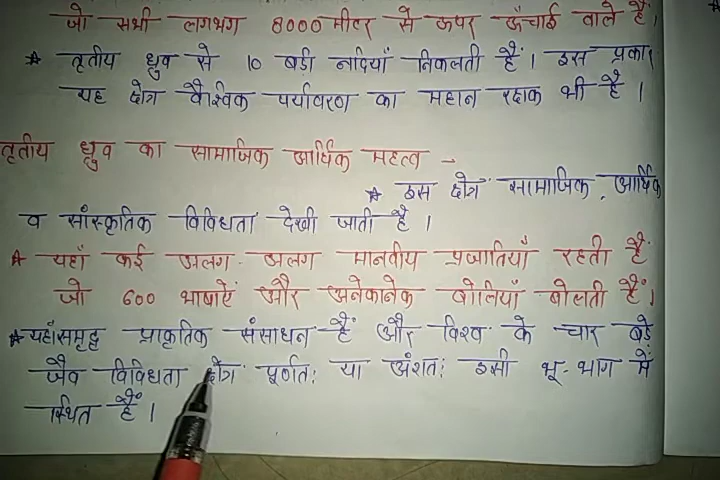 जो सभी लगभग 8000 मीटर से ऊपर ऊँचाई वाले हैं।
* तृतीय ध्रुव से 10 बड़ी नदियाँ निकलती हैं। इस प्रकार
यह क्षेत्र वैश्विक पर्यावरण का महान रक्षक भी है।
तृतीय ध्रुव का सामाजिक आर्थिक महत्व -
* इस क्षेत्र सामाजिक, आर्थिक
व सांस्कृतिक विविधता देखी जाती है।
* यहाँ कई अलग-अलग मानवीय प्रजातियाँ रहती हैं
जो 600 भाषाऐं और अनेकानेक बोलियाँ बोलती हैं।
* यहाँ समृद्ध प्राकृतिक संसाधन हैं और विश्व के चार बड़े
जैव विविधता क्षेत्र पूर्णतः या अंशतः इसी भू-भाग में
स्थित हैं।